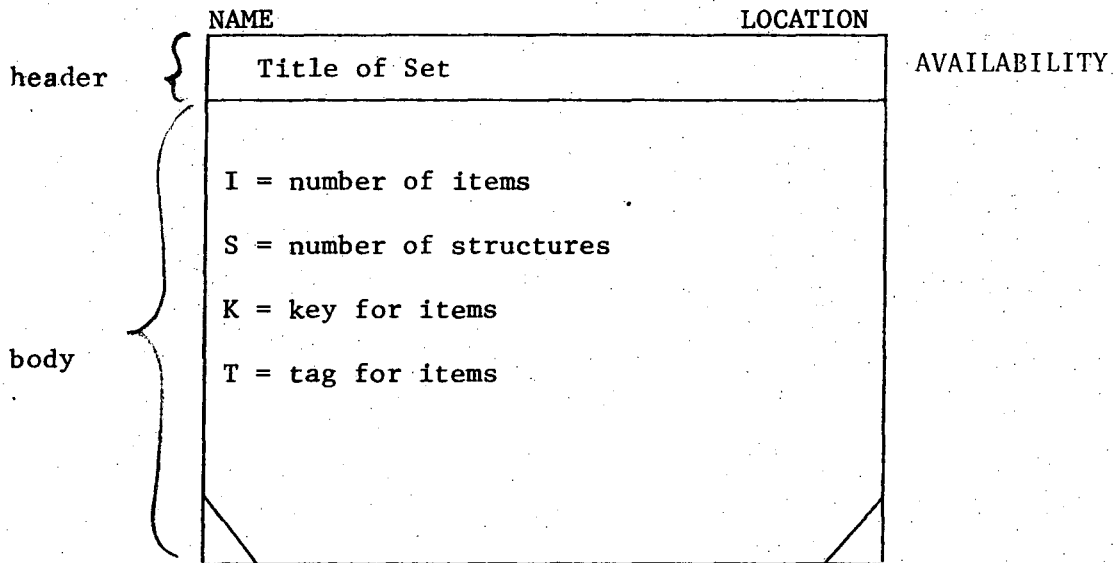 NAME LOCATION
header Title of Set AVAILABILITY
I = number of items
S = number of structures
K = key for items
body T = tag for items